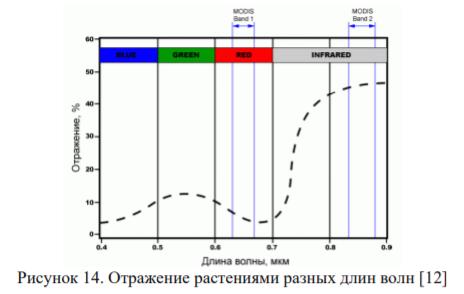 MODIS MODIS
Band 1 Band 2
60
BLUE GREEN RED INFRARED
50
40
30
20
10
0
Отражение, %
0.4 0.5 0.6 0.7 0.8 0.9
Длина волны, мкм
Рисунок 14. Отражение растениями разных длин волн [12]